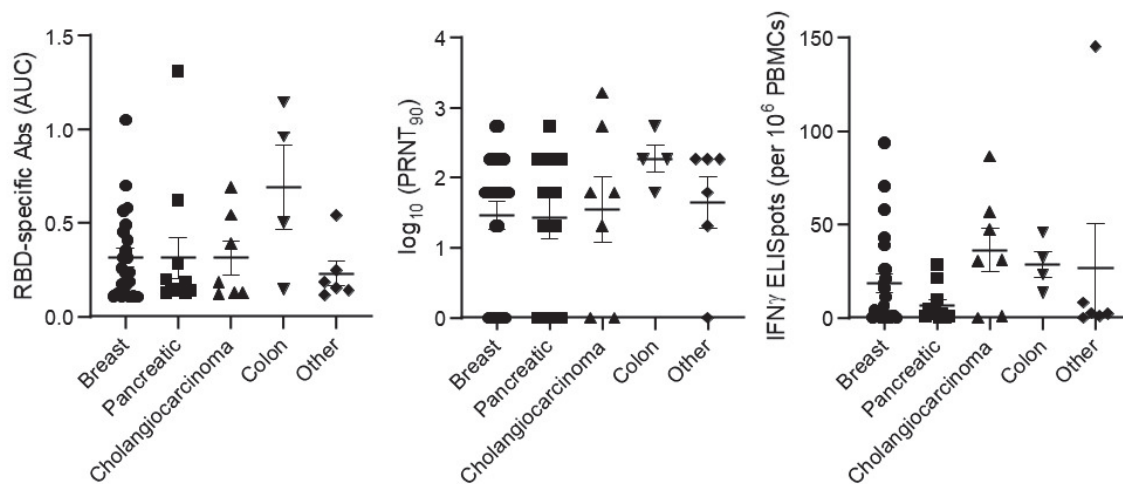 RBD-specific Abs (AUC)
1.5
1.0
0.5
0.0
Breast
Pancreatic
Cholangiocarcinoma
Colon
Other
log10 (PRNT90)
4
3
2
1
0
Breast
Pancreatic
Cholangiocarcinoma
Colon
Other
IFNγ ELISpots (per 10⁶ PBMCs)
150
100
50
0
Breast
Pancreatic
Cholangiocarcinoma
Colon
Other